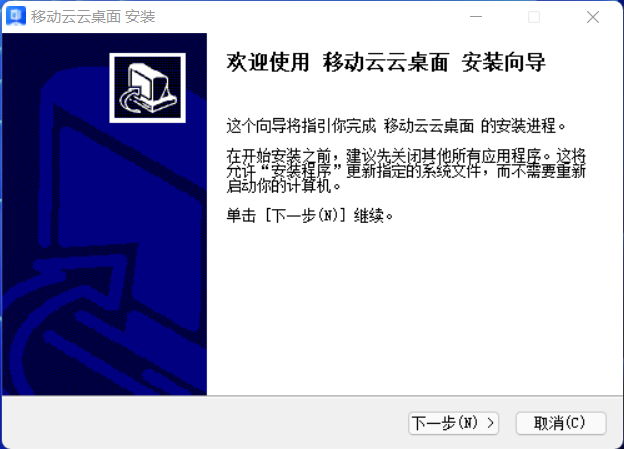 移动云云桌面 安装
欢迎使用 移动云云桌面 安装向导
这个向导将指引你完成 移动云云桌面 的安装进程。
在开始安装之前，建议先关闭其他所有应用程序。这将
允许“安装程序”更新指定的系统文件，而不需要重新
启动你的计算机。
单击 [下一步(N)] 继续。
下一步(N) >
取消(C)